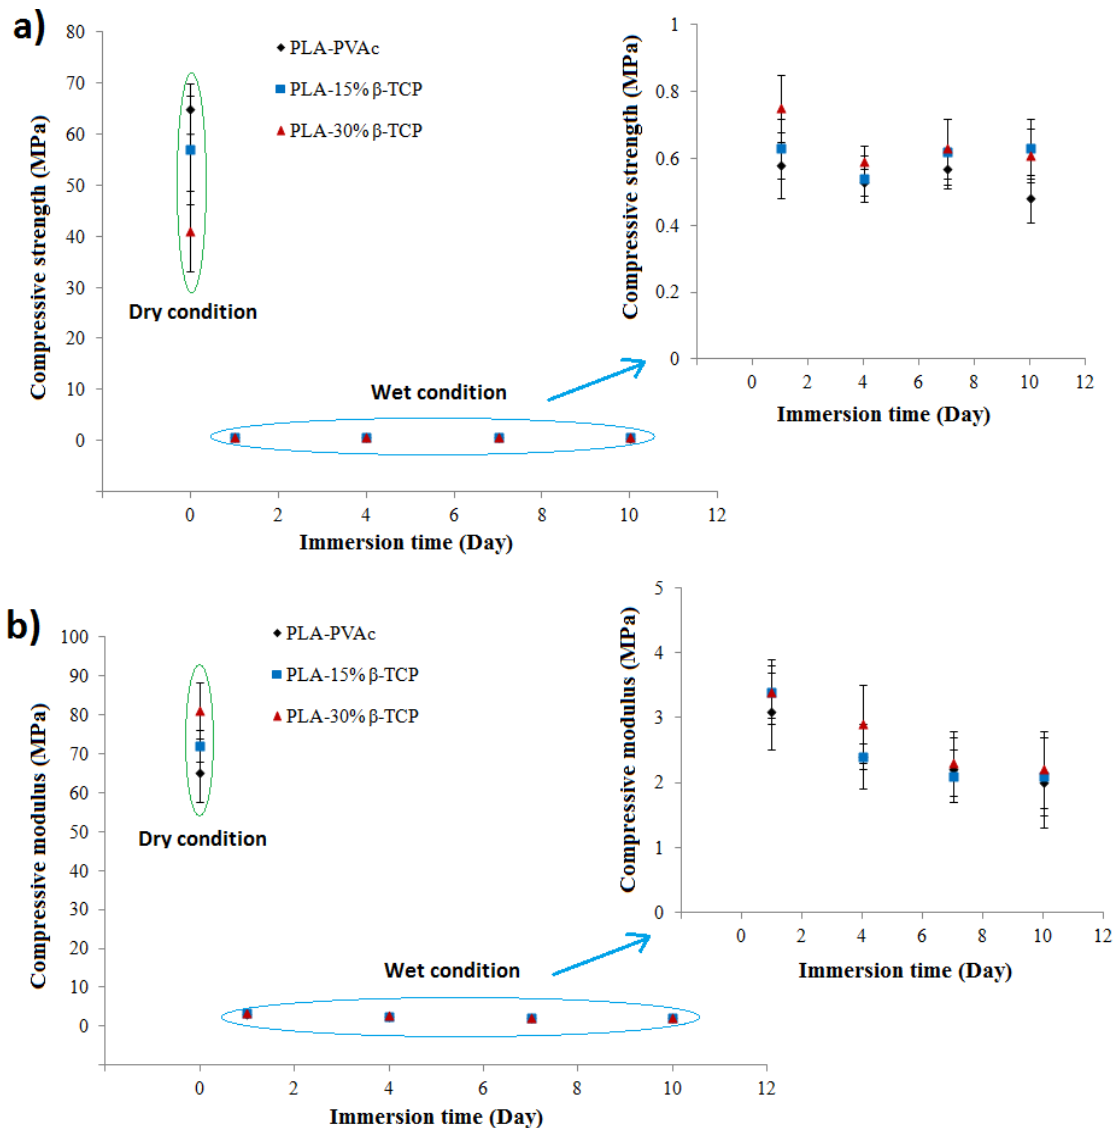 a)
80
70
60
50
40
30
20
10
0
Compressive strength (MPa)
PLA-PVAc
PLA-15% β-TCP
PLA-30% β-TCP
Dry condition
Wet condition
0 2 4 6 8 10 12
Immersion time (Day)
1
0.8
0.6
0.4
0.2
0
Compressive strength (MPa)
0 2 4 6 8 10 12
Immersion time (Day)
b)
100
90
80
70
60
50
40
30
20
10
0
Compressive modulus (MPa)
PLA-PVAc
PLA-15% β-TCP
PLA-30% β-TCP
Dry condition
Wet condition
0 2 4 6 8 10 12
Immersion time (Day)
5
4
3
2
1
0
Compressive modulus (MPa)
0 2 4 6 8 10 12
Immersion time (Day)